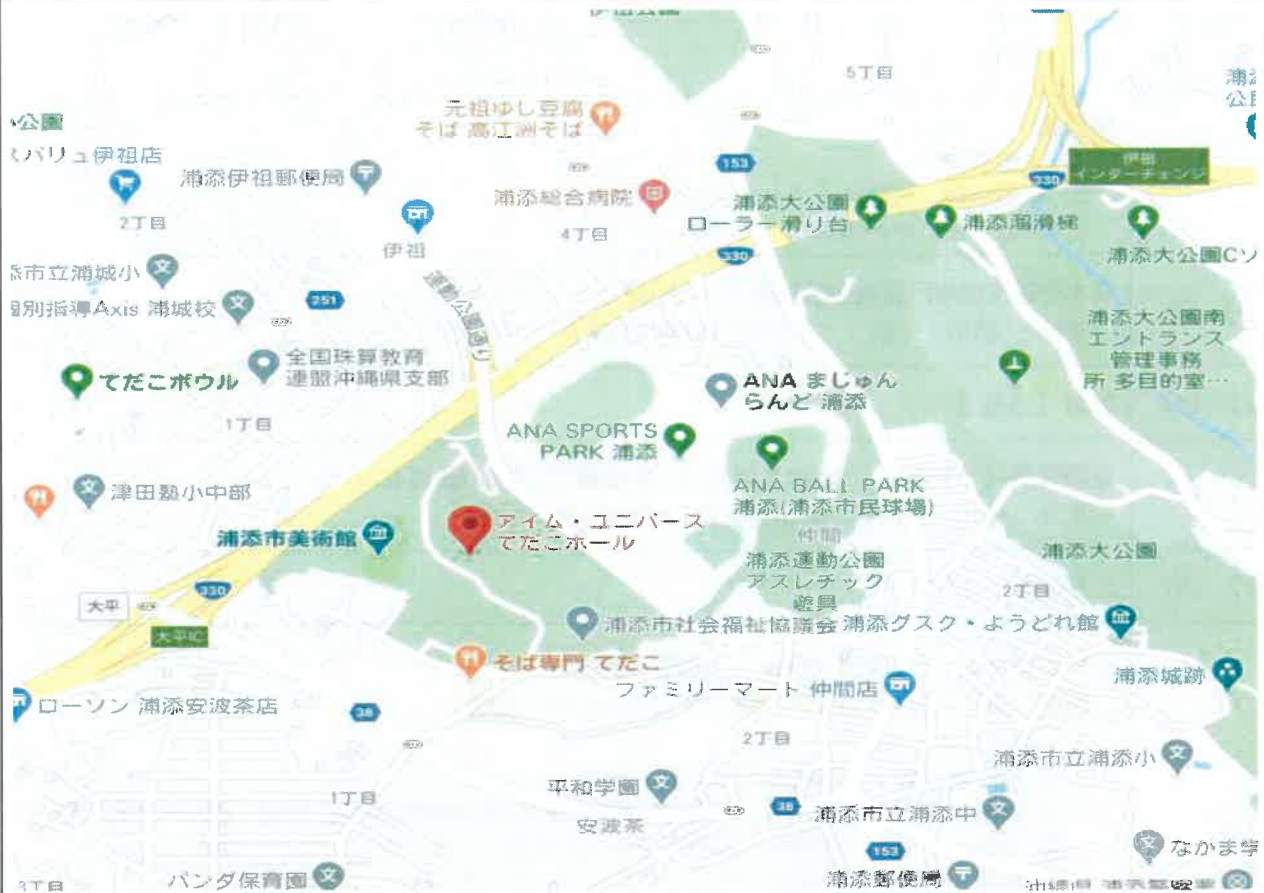 5丁目
元祖ゆし豆腐
そば 高江洲そば
公園
バリュ伊祖店
浦添伊祖郵便局
153
伊祖
インターチェンジ
330
2丁目
浦添総合病院
浦添大公園
ローラー滑り台
浦添溜滑梯
4丁目
伊祖
330
浦添大公園C
市立浦城小
運動公園通り
別指導Axis 浦城校
251
浦添大公園南
エントランス
管理事務
所 多目的室…
全国珠算教育
連盟沖縄県支部
てだこボウル
ANA まじゅん
らんど 浦添
1丁目
ANA SPORTS
PARK 浦添
津田塾小中部
ANA BALL PARK
浦添(浦添市民球場)
アイム・ユニバース
てだこホール
浦添市美術館
仲間
浦添大公園
浦添運動公園
アスレチック
遊具
330
2丁目
大平
大平IC
浦添市社会福祉協議会
浦添グスク・ようどれ館
そば専門 てだこ
浦添城跡
ファミリーマート 仲間店
ローソン 浦添安波茶店
38
2丁目
浦添市立浦添小
平和学園
1丁目
38
浦添市立浦添中
安波茶
153
なかま学
パンダ保育園
浦添郵便局
3丁目